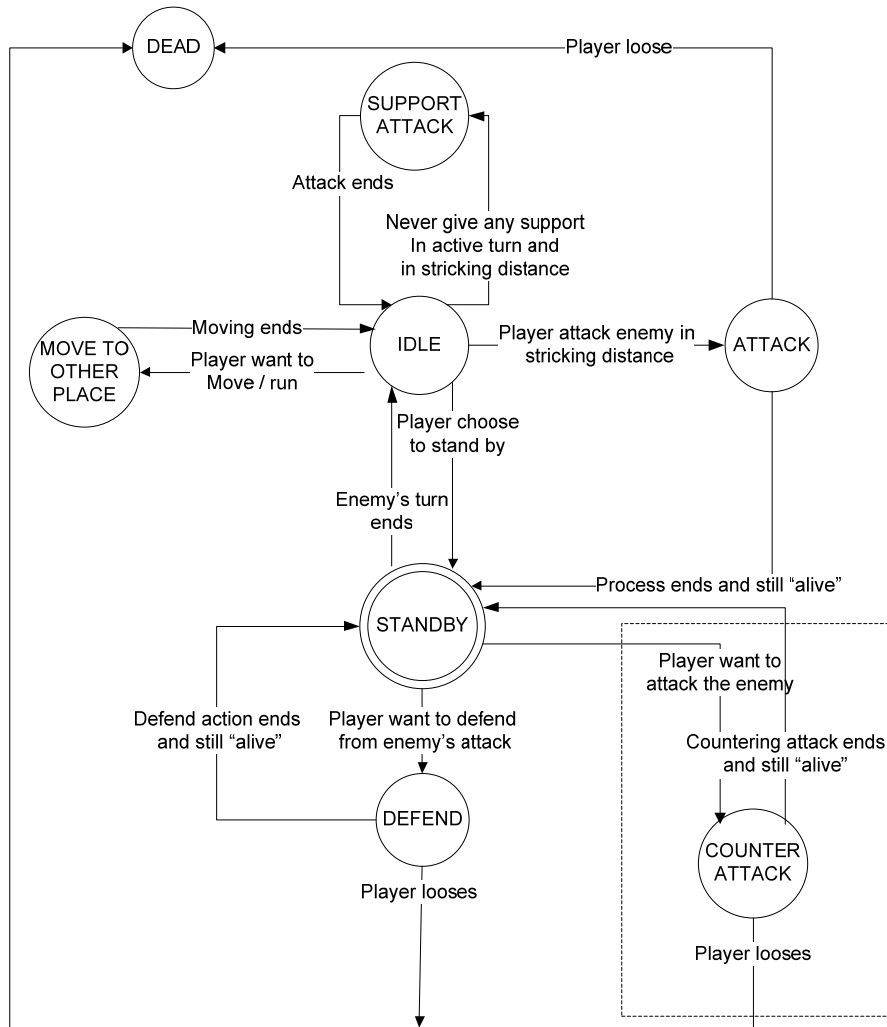 DEAD
Player loose
SUPPORT
ATTACK
Attack ends
Never give any support
In active turn and
in stricking distance
Moving ends
MOVE TO
OTHER
PLACE
Player want to
Move / run
IDLE
Player attack enemy in
stricking distance
ATTACK
Player choose
to stand by
Enemy’s turn
ends
Process ends and still “alive”
STANDBY
Player want to
attack the enemy
Defend action ends
and still “alive”
Player want to defend
from enemy’s attack
Countering attack ends
and still “alive”
DEFEND
COUNTER
ATTACK
Player looses
Player looses